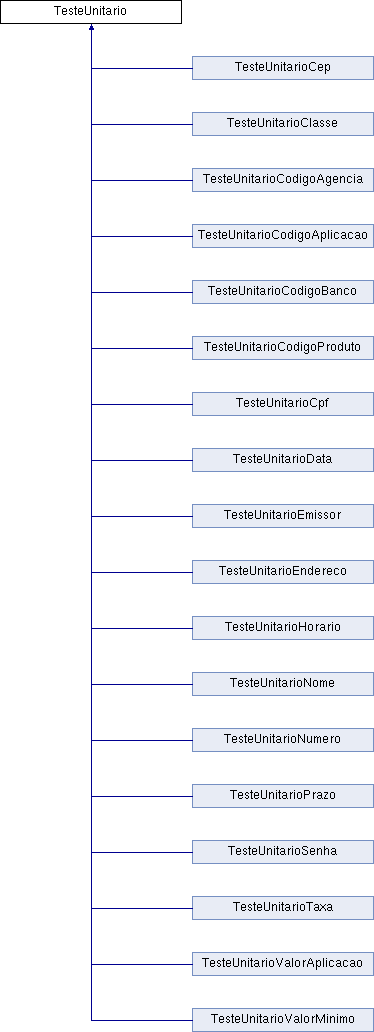 TesteUnitario
TesteUnitarioCep
TesteUnitarioClasse
TesteUnitarioCodigoAgencia
TesteUnitarioCodigoAplicacao
TesteUnitarioCodigoBanco
TesteUnitarioCodigoProduto
TesteUnitarioCpf
TesteUnitarioData
TesteUnitarioEmissor
TesteUnitarioEndereco
TesteUnitarioHorario
TesteUnitarioNome
TesteUnitarioNumero
TesteUnitarioPrazo
TesteUnitarioSenha
TesteUnitarioTaxa
TesteUnitarioValorAplicacao
TesteUnitarioValorMinimo